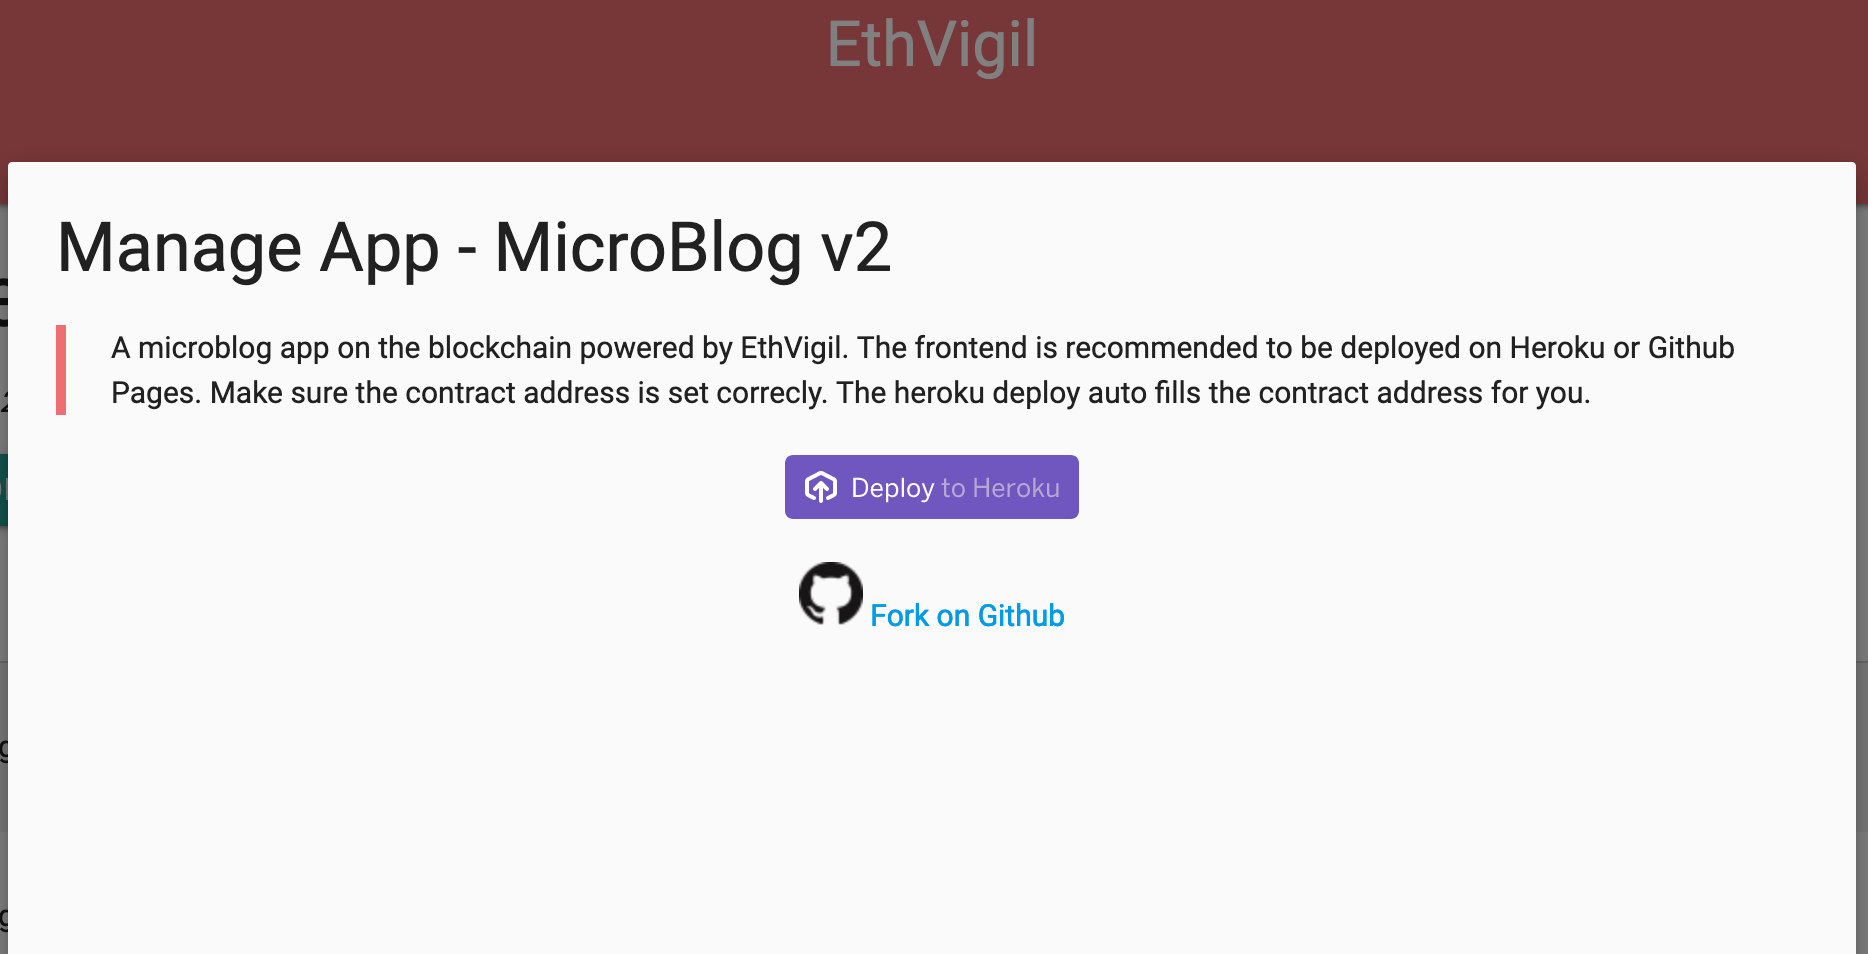 EthVigil
Manage App - MicroBlog v2
A microblog app on the blockchain powered by EthVigil. The frontend is recommended to be deployed on Heroku or Github
Pages. Make sure the contract address is set correcly. The heroku deploy auto fills the contract address for you.
Deploy to Heroku
Fork on Github